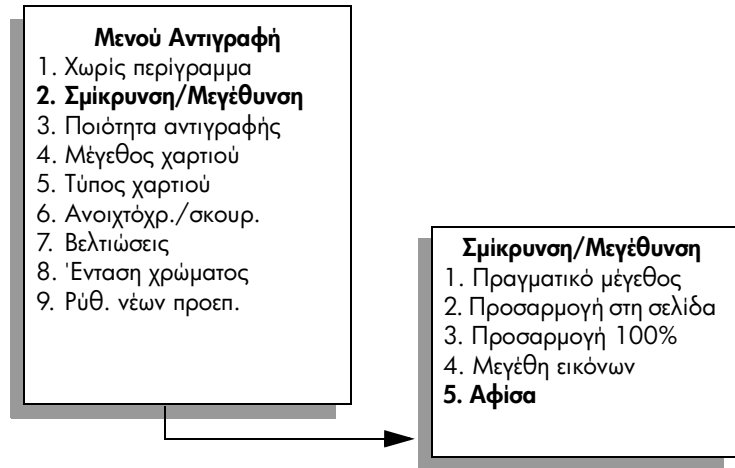 Μενού Αντιγραφή
1. Χωρίς περίγραμμα
2. Σμίκρυνση/Μεγέθυνση
3. Ποιότητα αντιγραφής
4. Μέγεθος χαρτιού
5. Τύπος χαρτιού
6. Ανοιχτόχρ./σκουρ.
7. Βελτιώσεις
8. Ένταση χρώματος
9. Ρύθ. νέων προεπ.
Σμίκρυνση/Μεγέθυνση
1. Πραγματικό μέγεθος
2. Προσαρμογή στη σελίδα
3. Προσαρμογή 100%
4. Μεγέθη εικόνων
5. Αφίσα